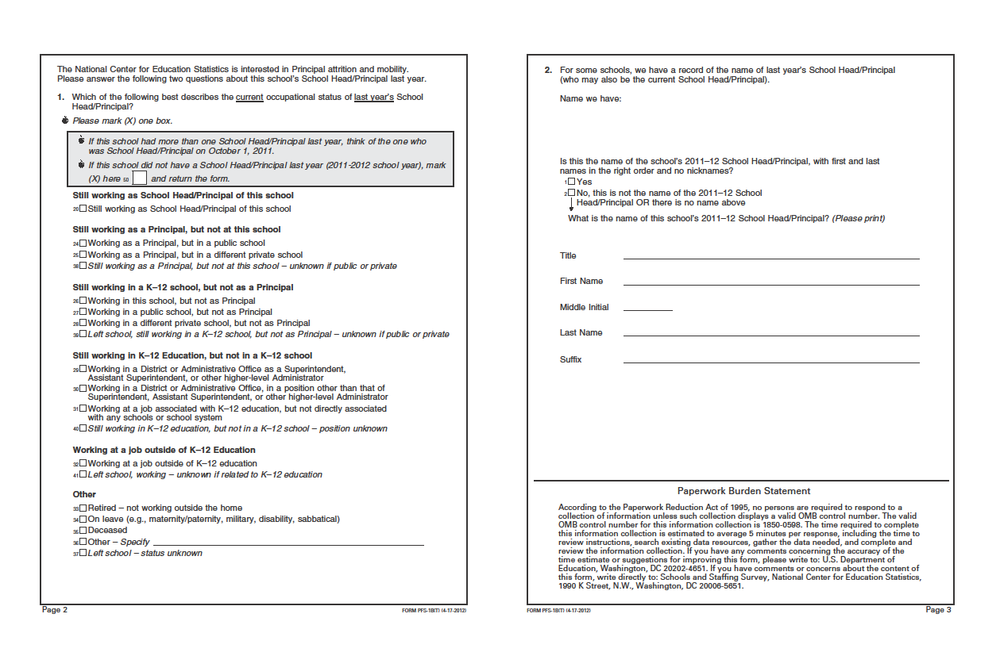 The National Center for Education Statistics is interested in Principal attrition and mobility.
Please answer the following two questions about this school's School Head/Principal last year.
1. Which of the following best describes the current occupational status of last year's School
Head/Principal?
Please mark (X) one box.
If this school had more than one School Head/Principal last year, think of the one who
was School Head/Principal on October 1, 2011.
If this school did not have a School Head/Principal last year (2011-2012 school year), mark
(X) here 50 and return the form.
Still working as School Head/Principal of this school
20 Still working as School Head/Principal of this school
Still working as a Principal, but not at this school
24 Working as a Principal, but in a public school
25 Working as a Principal, but in a different private school
38 Still working as a Principal, but not at this school – unknown if public or private
Still working in a K–12 school, but not as a Principal
26 Working in this school, but not as Principal
27 Working in a public school, but not as Principal
28 Working in a different private school, but not as Principal
39 Left school, still working in a K–12 school, but not as Principal – unknown if public or private
Still working in K–12 Education, but not in a K–12 school
29 Working in a District or Administrative Office as a Superintendent,
Assistant Superintendent, or other higher-level Administrator
30 Working in a District or Administrative Office, in a position other than that of
Superintendent, Assistant Superintendent, or other higher-level Administrator
31 Working at a job associated with K–12 education, but not directly associated
with any schools or school system
40 Still working in K–12 education, but not in a K–12 school – position unknown
Working at a job outside of K–12 Education
32 Working at a job outside of K–12 education
41 Left school, working – unknown if related to K–12 education
Other
33 Retired – not working outside the home
34 On leave (e.g., maternity/paternity, military, disability, sabbatical)
35 Deceased
36 Other – Specify
37 Left school – status unknown
Page 2
FORM PFS-1B(T) (4-17-2012)
2. For some schools, we have a record of the name of last year's School Head/Principal
(who may also be the current School Head/Principal).
Name we have:
Is this the name of the school's 2011–12 School Head/Principal, with first and last
names in the right order and no nicknames?
1 Yes
2 No, this is not the name of the 2011–12 School
Head/Principal OR there is no name above
What is the name of this school's 2011–12 School Head/Principal? (Please print)
Title
First Name
Middle Initial
Last Name
Suffix
Paperwork Burden Statement
According to the Paperwork Reduction Act of 1995, no persons are required to respond to a
collection of information unless such collection displays a valid OMB control number. The valid
OMB control number for this information collection is 1850-0598. The time required to complete
this information collection is estimated to average 5 minutes per response, including the time to
review instructions, search existing data resources, gather the data needed, and complete and
review the information collection. If you have any comments concerning the accuracy of the
time estimate or suggestions for improving this form, please write to: U.S. Department of
Education, Washington, DC 20202-4651. If you have comments or concerns about the content of
this form, write directly to: Schools and Staffing Survey, National Center for Education Statistics,
1990 K Street, N.W., Washington, DC 20006-5651.
FORM PFS-1B(T) (4-17-2012)
Page 3